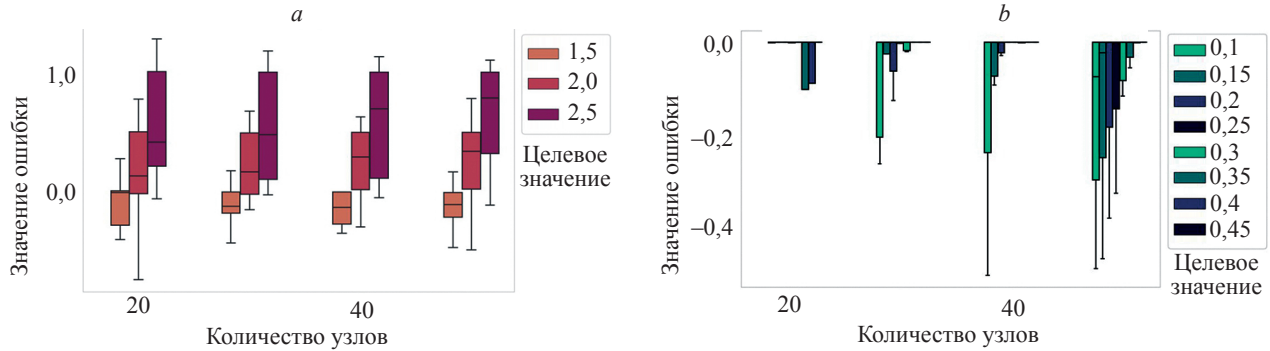 a
Значение ошибки
1,0
0,0
20
40
Количество узлов
1,5
2,0
2,5
Целевое
значение
b
Значение ошибки
0,0
–0,2
–0,4
20
40
Количество узлов
0,1
0,15
0,2
0,25
0,3
0,35
0,4
0,45
Целевое
значение